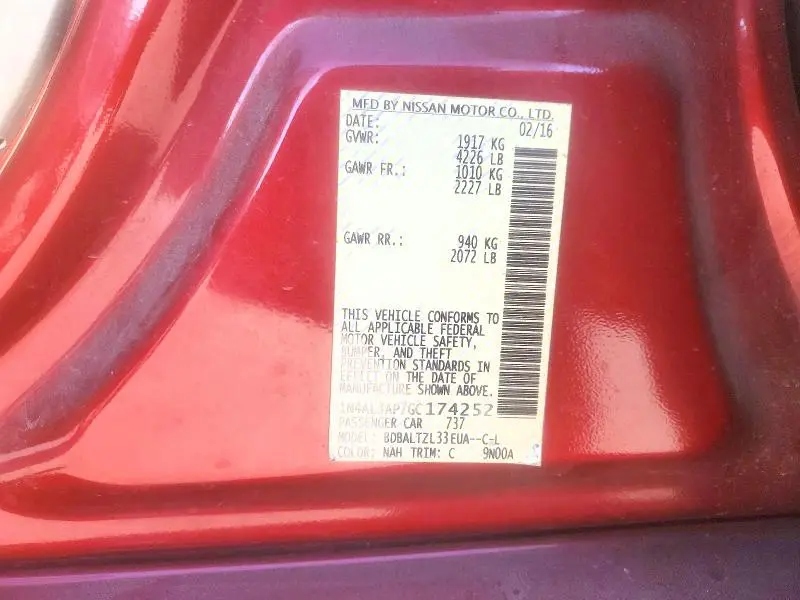 MFD BY NISSAN MOTOR CO., LTD.
DATE: 02/16
GVWR: 1917 KG
4226 LB
GAWR FR.: 1010 KG
2227 LB
GAWR RR.: 940 KG
2072 LB
THIS VEHICLE CONFORMS TO
ALL APPLICABLE FEDERAL
MOTOR VEHICLE SAFETY,
BUMPER, AND THEFT
PREVENTION STANDARDS IN
EFFECT ON THE DATE OF
MANUFACTURE SHOWN ABOVE.
1N4AL3AP7GC174252
PASSENGER CAR 737
MODEL: BDBALTZL33EUA--C-L
COLOR: NAH TRIM: C 9N00A